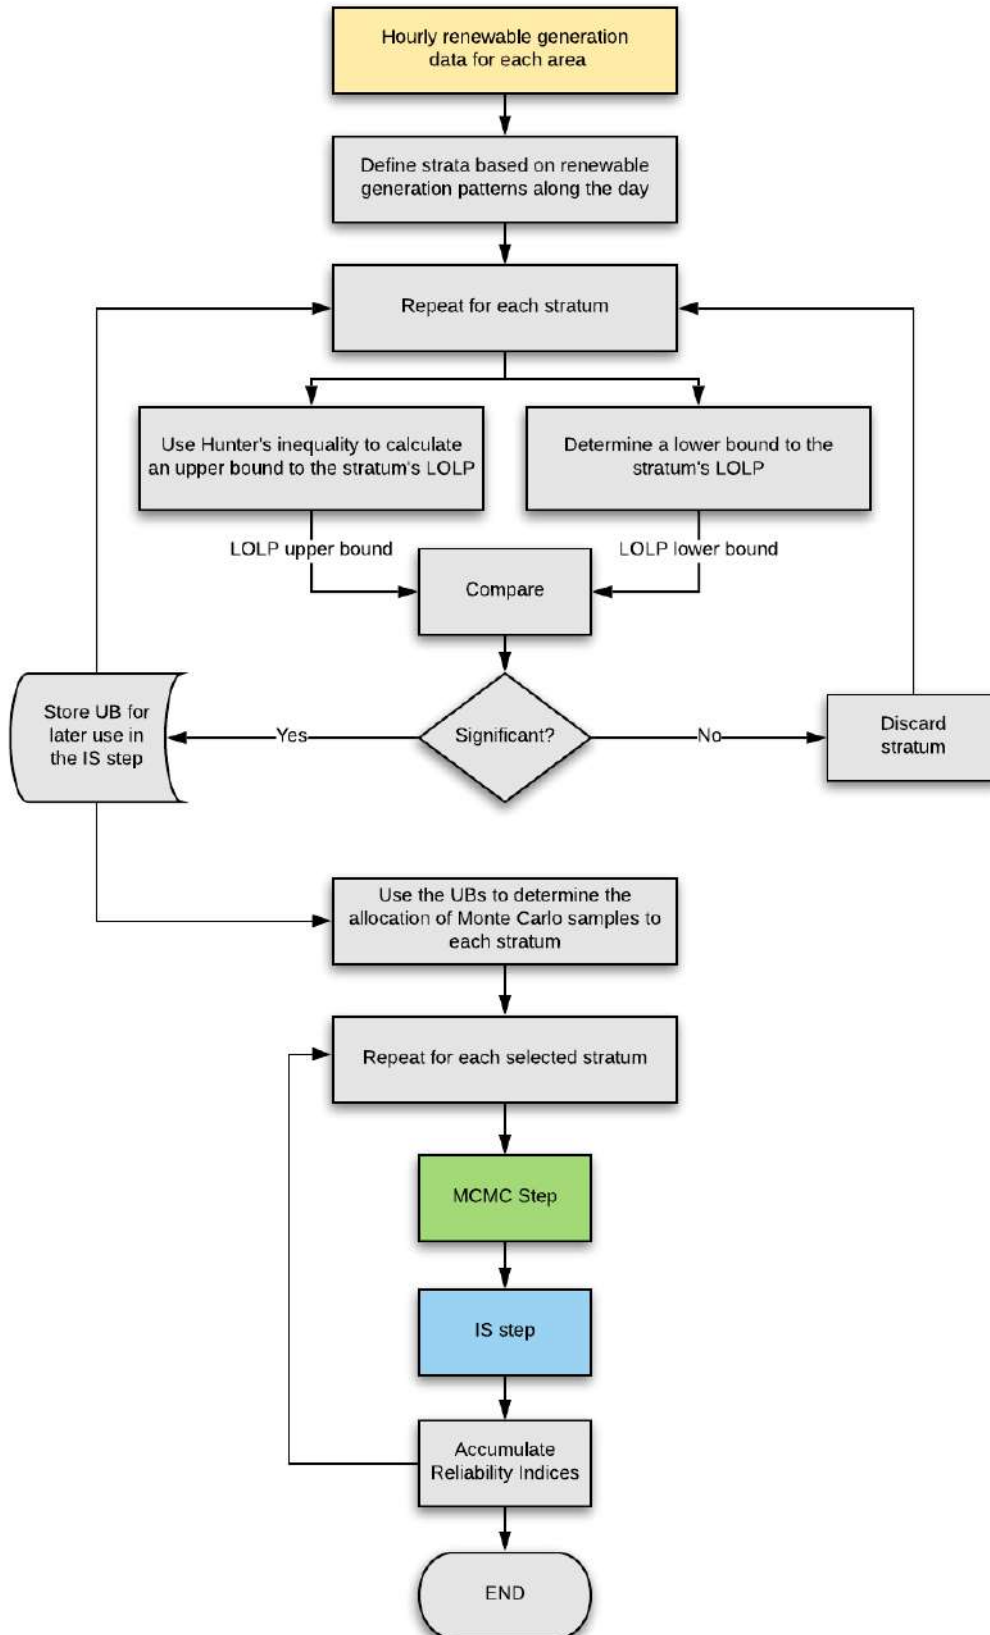 Hourly renewable generation
data for each area
Define strata based on renewable
generation patterns along the day
Repeat for each stratum
Use Hunter's inequality to calculate
an upper bound to the stratum's LOLP
Determine a lower bound to the
stratum's LOLP
LOLP upper bound
LOLP lower bound
Compare
Store UB for
later use in
the IS step
Yes
Significant?
No
Discard
stratum
Use the UBs to determine the
allocation of Monte Carlo samples to
each stratum
Repeat for each selected stratum
MCMC Step
IS step
Accumulate
Reliability Indices
END